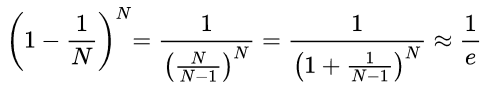 (1 − 1/N)^N = 1/(N/(N−1))^N = 1/(1 + 1/(N−1))^N ≈ 1/e